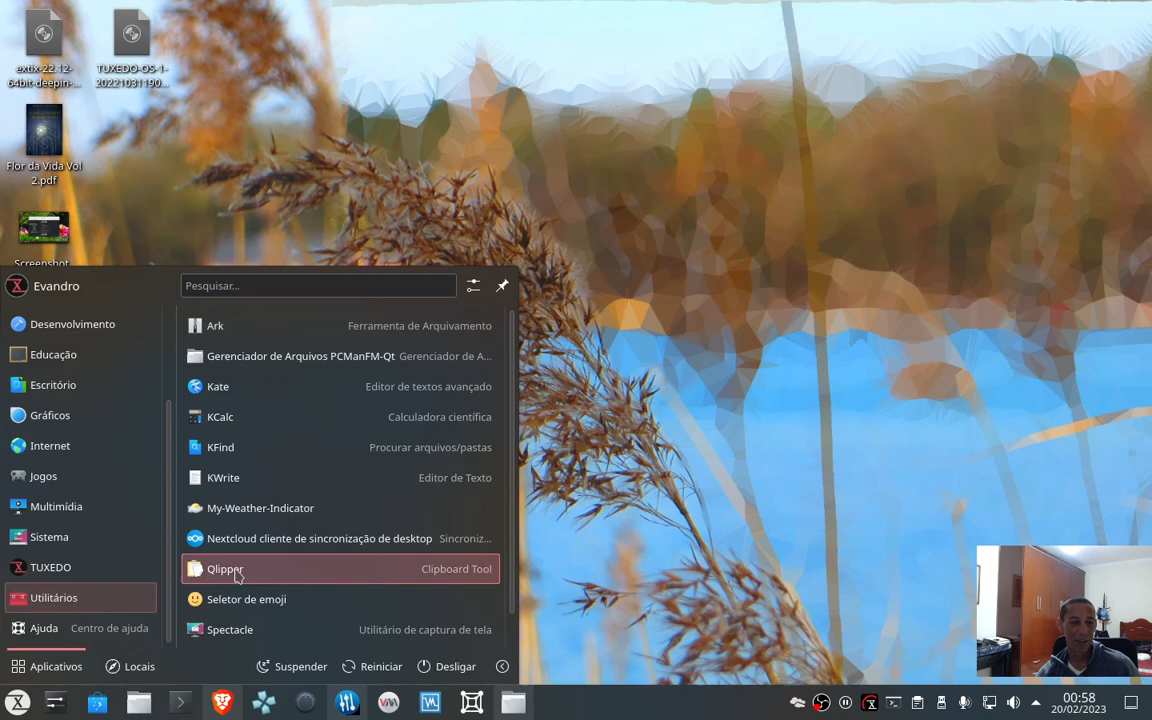 extix-22.12-
64bit-deepin-...
TUXEDO-OS-1-
20221031190...
Flor da Vida Vol
2.pdf
Screenshot_
Evandro
Pesquisar...
Desenvolvimento
Educação
Escritório
Gráficos
Internet
Jogos
Multimídia
Sistema
TUXEDO
Utilitários
Ajuda Centro de ajuda
Ark Ferramenta de Arquivamento
Gerenciador de Arquivos PCManFM-Qt Gerenciador de A...
Kate Editor de textos avançado
KCalc Calculadora científica
KFind Procurar arquivos/pastas
KWrite Editor de Texto
My-Weather-Indicator
Nextcloud cliente de sincronização de desktop Sincroniz...
Qlipper Clipboard Tool
Seletor de emoji
Spectacle Utilitário de captura de tela
Aplicativos
Locais
Suspender
Reiniciar
Desligar
00:58
20/02/2023